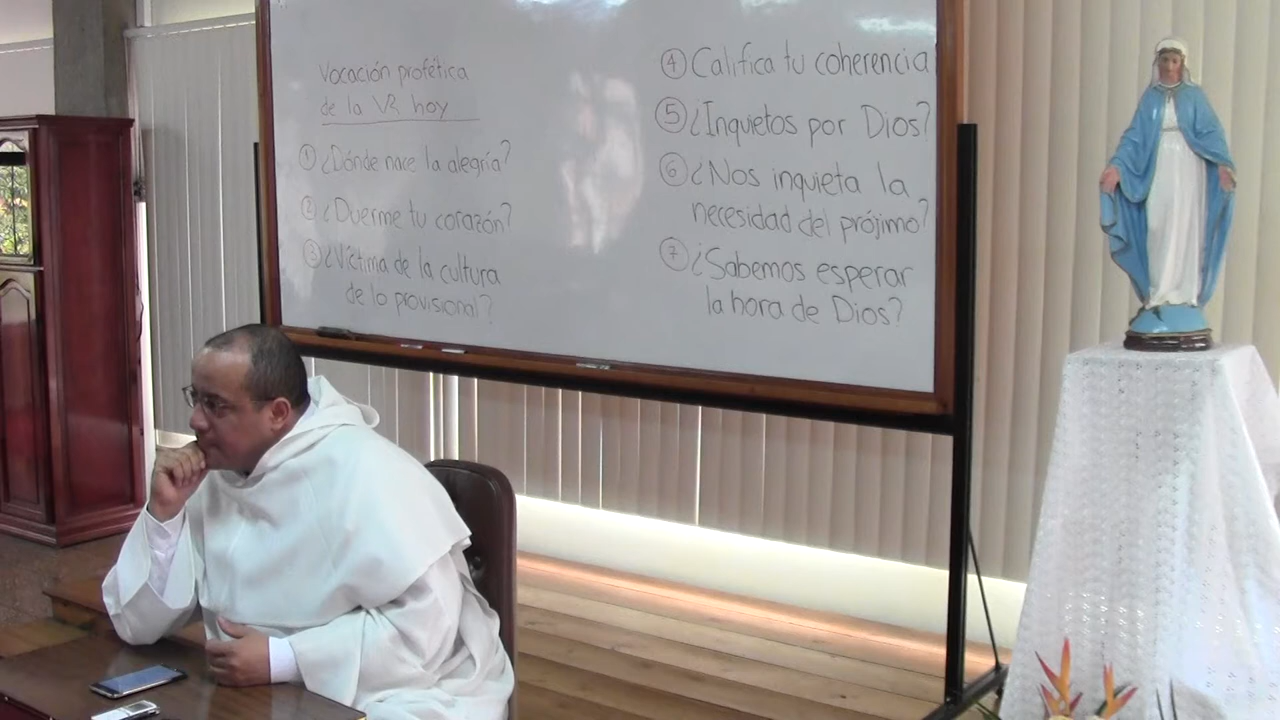 Vocación profética
de la VR hoy
① ¿Dónde nace la alegría?
② ¿Duerme tu corazón?
③ ¿Víctima de la cultura
de lo provisional?
④ Califica tu coherencia
⑤ ¿Inquietos por Dios?
⑥ ¿Nos inquieta la
necesidad del prójimo?
⑦ ¿Sabemos esperar
la hora de Dios?